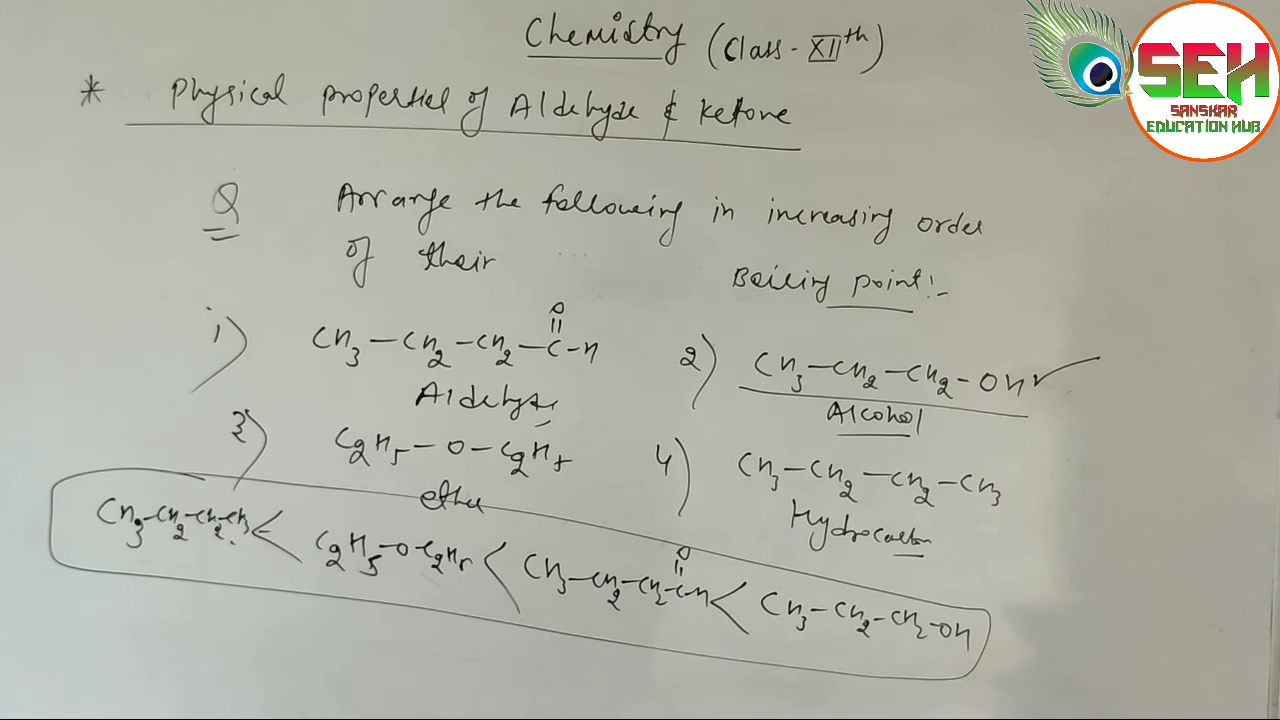 Chemistry (Class - XIIth)
SEH
SANSKAR
EDUCATION HUB
* Physical properties of Aldehyde & Ketone
Q Arrange the following in increasing order
of their Boiling point:-
1) CH3-CH2-CH2-C-H
O
||
Aldehyde
2) CH3-CH2-CH2-OH ✓
Alcohol
3) C2H5-O-C2H5
ether
4) CH3-CH2-CH2-CH3
Hydrocarbon
CH3-CH2-CH2-CH3 < C2H5-O-C2H5 < CH3-CH2-CH2-C-H < CH3-CH2-CH2-OH
O
||